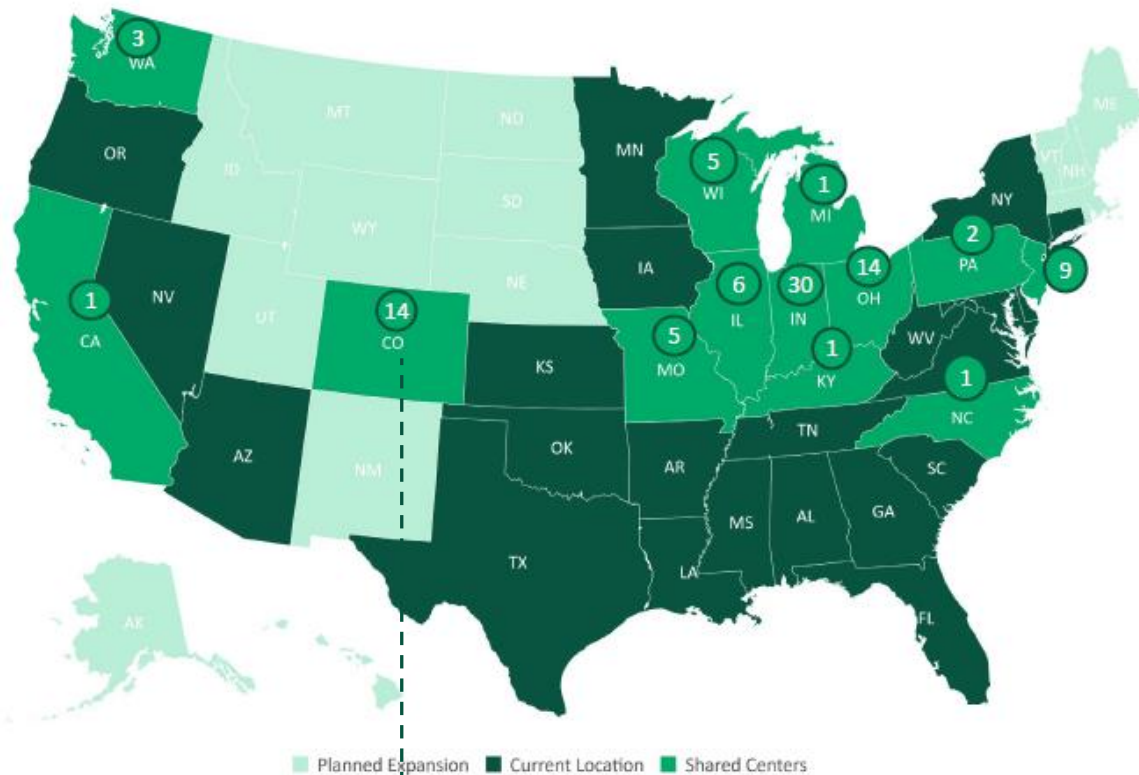 3
WA
MT
ND
OR
MN
ID
5
WI
1
MI
VT
NH
ME
NY
SD
WY
2
PA
9
IA
NE
6
IL
30
IN
14
OH
NV
1
CA
UT
14
CO
5
MO
1
KY
WV
KS
1
NC
TN
OK
AZ
NM
AR
SC
MS
AL
GA
TX
LA
FL
AK
Planned Expansion Current Location Shared Centers